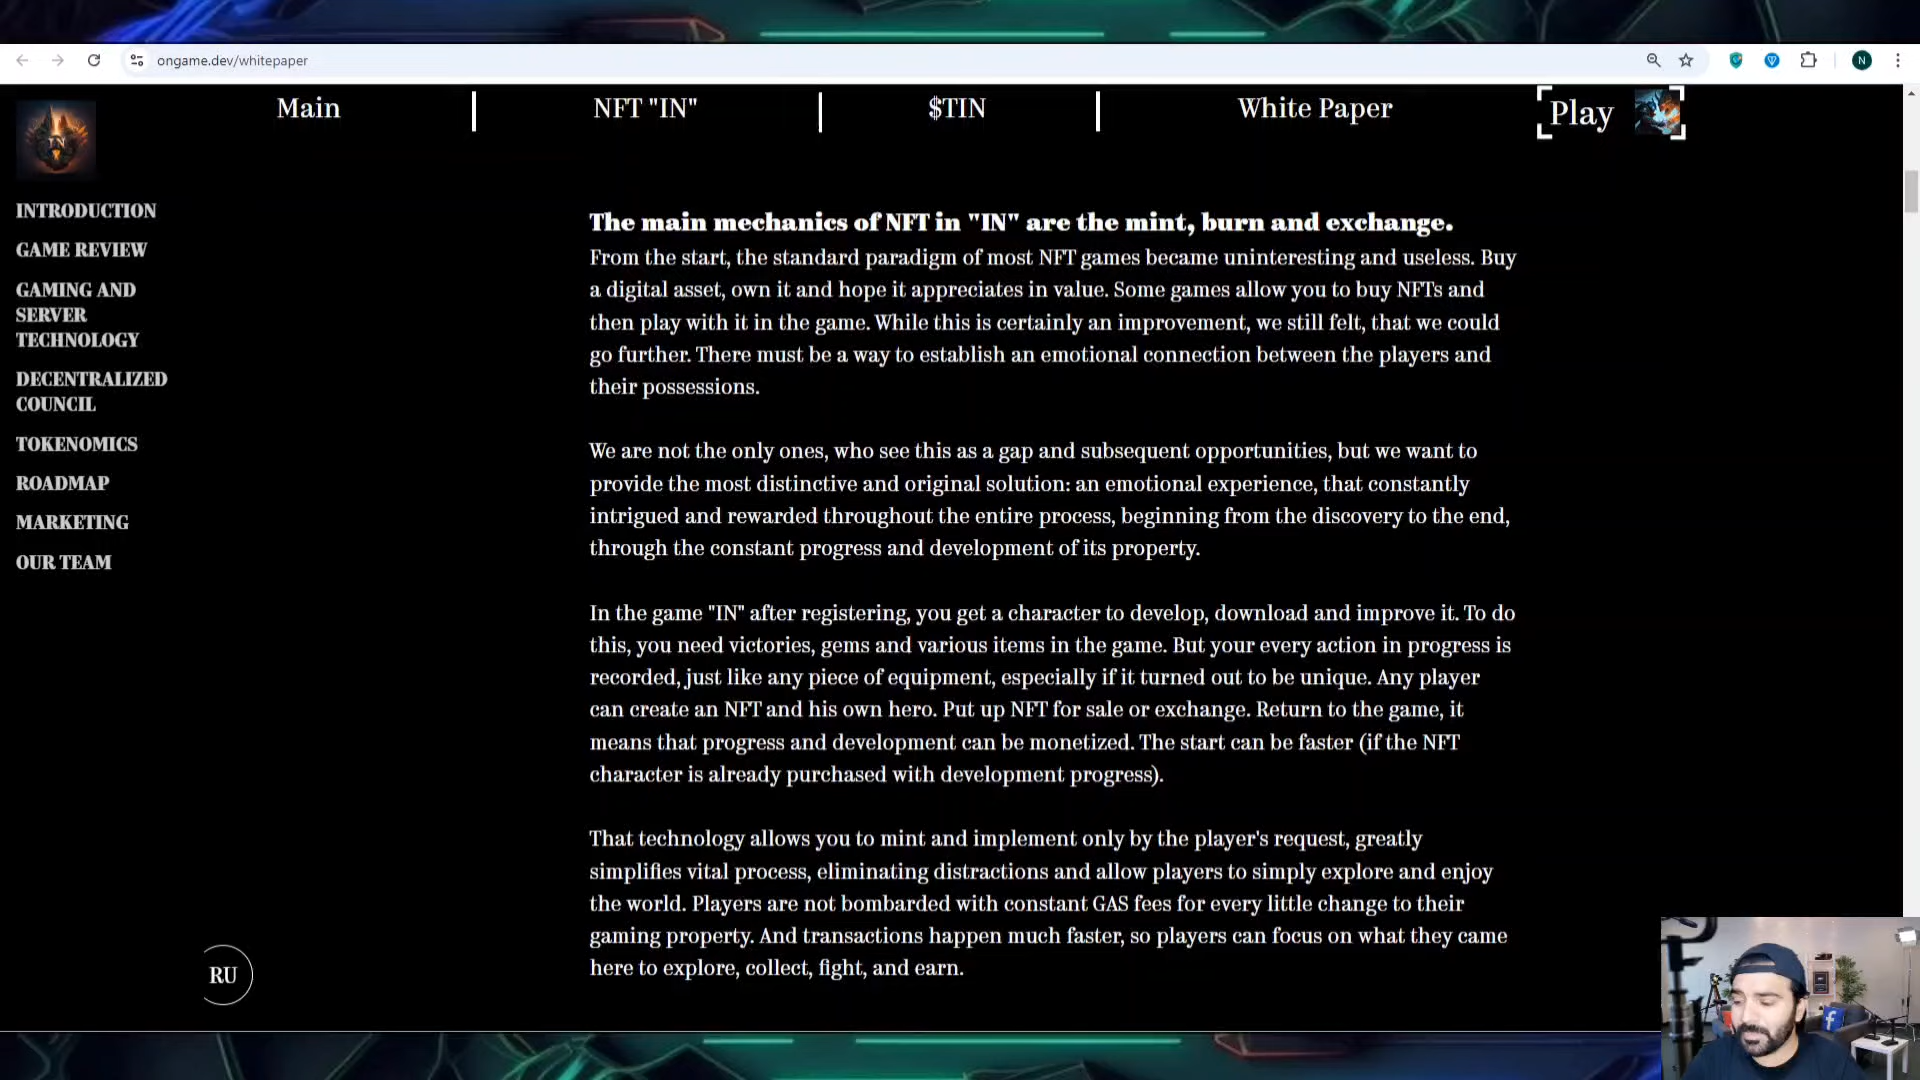 ongame.dev/whitepaper
N
Main
NFT "IN"
$TIN
White Paper
Play
IN
INTRODUCTION
GAME REVIEW
GAMING AND
SERVER
TECHNOLOGY
DECENTRALIZED
COUNCIL
TOKENOMICS
ROADMAP
MARKETING
OUR TEAM
The main mechanics of NFT in "IN" are the mint, burn and exchange.
From the start, the standard paradigm of most NFT games became uninteresting and useless. Buy
a digital asset, own it and hope it appreciates in value. Some games allow you to buy NFTs and
then play with it in the game. While this is certainly an improvement, we still felt, that we could
go further. There must be a way to establish an emotional connection between the players and
their possessions.
We are not the only ones, who see this as a gap and subsequent opportunities, but we want to
provide the most distinctive and original solution: an emotional experience, that constantly
intrigued and rewarded throughout the entire process, beginning from the discovery to the end,
through the constant progress and development of its property.
In the game "IN" after registering, you get a character to develop, download and improve it. To do
this, you need victories, gems and various items in the game. But your every action in progress is
recorded, just like any piece of equipment, especially if it turned out to be unique. Any player
can create an NFT and his own hero. Put up NFT for sale or exchange. Return to the game, it
means that progress and development can be monetized. The start can be faster (if the NFT
character is already purchased with development progress).
That technology allows you to mint and implement only by the player's request, greatly
simplifies vital process, eliminating distractions and allow players to simply explore and enjoy
the world. Players are not bombarded with constant GAS fees for every little change to their
gaming property. And transactions happen much faster, so players can focus on what they came
here to explore, collect, fight, and earn.
RU